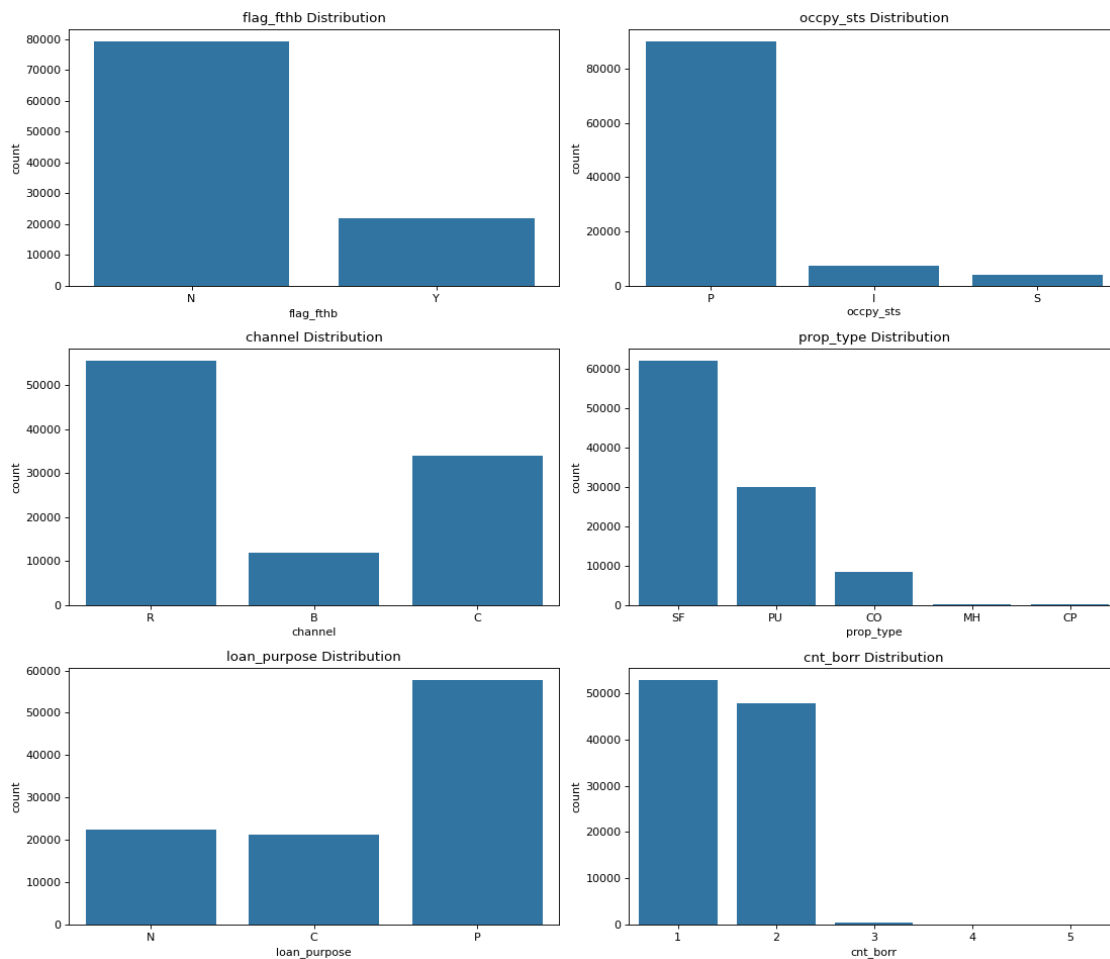 flag_fthb Distribution
80000
70000
60000
50000
40000
30000
20000
10000
0
count
N Y
flag_fthb
occpy_sts Distribution
80000
60000
40000
20000
0
count
P I S
occpy_sts
channel Distribution
50000
40000
30000
20000
10000
0
count
R B C
channel
prop_type Distribution
60000
50000
40000
30000
20000
10000
0
count
SF PU CO MH CP
prop_type
loan_purpose Distribution
60000
50000
40000
30000
20000
10000
0
count
N C P
loan_purpose
cnt_borr Distribution
50000
40000
30000
20000
10000
0
count
1 2 3 4 5
cnt_borr